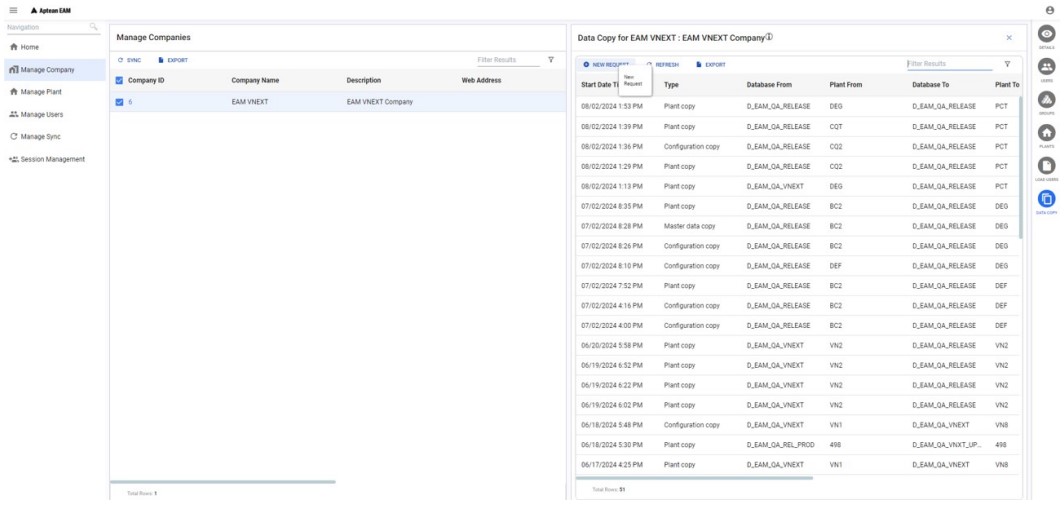 Aptean EAM
Navigation
Home
Manage Company
Manage Plant
Manage Users
Manage Sync
Session Management
Manage Companies
SYNC EXPORT Filter Results
Company ID Company Name Description Web Address
6 EAM VNEXT EAM VNEXT Company
Total Rows: 1
Data Copy for EAM VNEXT : EAM VNEXT Company
NEW REQUEST REFRESH EXPORT Filter Results
New
Request
Start Date Ti Type Database From Plant From Database To Plant To
08/02/2024 1:53 PM Plant copy D_EAM_QA_RELEASE DEG D_EAM_QA_RELEASE PCT
08/02/2024 1:39 PM Plant copy D_EAM_QA_RELEASE CQT D_EAM_QA_RELEASE PCT
08/02/2024 1:36 PM Configuration copy D_EAM_QA_RELEASE CQ2 D_EAM_QA_RELEASE PCT
08/02/2024 1:29 PM Plant copy D_EAM_QA_RELEASE CQ2 D_EAM_QA_RELEASE PCT
08/02/2024 1:13 PM Plant copy D_EAM_QA_VNEXT DEG D_EAM_QA_RELEASE PCT
07/02/2024 8:35 PM Plant copy D_EAM_QA_RELEASE BC2 D_EAM_QA_RELEASE DEG
07/02/2024 8:28 PM Master data copy D_EAM_QA_RELEASE BC2 D_EAM_QA_RELEASE DEG
07/02/2024 8:26 PM Configuration copy D_EAM_QA_RELEASE BC2 D_EAM_QA_RELEASE DEG
07/02/2024 8:10 PM Configuration copy D_EAM_QA_RELEASE DEF D_EAM_QA_RELEASE DEG
07/02/2024 7:52 PM Plant copy D_EAM_QA_RELEASE BC2 D_EAM_QA_RELEASE DEF
07/02/2024 4:16 PM Configuration copy D_EAM_QA_RELEASE BC2 D_EAM_QA_RELEASE DEF
07/02/2024 4:00 PM Configuration copy D_EAM_QA_RELEASE BC2 D_EAM_QA_RELEASE DEF
06/20/2024 5:58 PM Plant copy D_EAM_QA_VNEXT VN2 D_EAM_QA_RELEASE VN2
06/19/2024 6:52 PM Plant copy D_EAM_QA_VNEXT VN2 D_EAM_QA_RELEASE VN2
06/19/2024 6:22 PM Plant copy D_EAM_QA_VNEXT VN2 D_EAM_QA_RELEASE VN2
06/19/2024 6:02 PM Plant copy D_EAM_QA_VNEXT VN2 D_EAM_QA_RELEASE VN2
06/18/2024 5:48 PM Configuration copy D_EAM_QA_VNEXT VN1 D_EAM_QA_VNEXT VN8
06/18/2024 5:30 PM Plant copy D_EAM_QA_REL_PROD 498 D_EAM_QA_VNXT_UP... 498
06/17/2024 4:25 PM Plant copy D_EAM_QA_VNEXT VN1 D_EAM_QA_VNEXT VN8
Total Rows: 51
DETAILS
USERS
GROUPS
PLANTS
LOAD USERS
DATA COPY